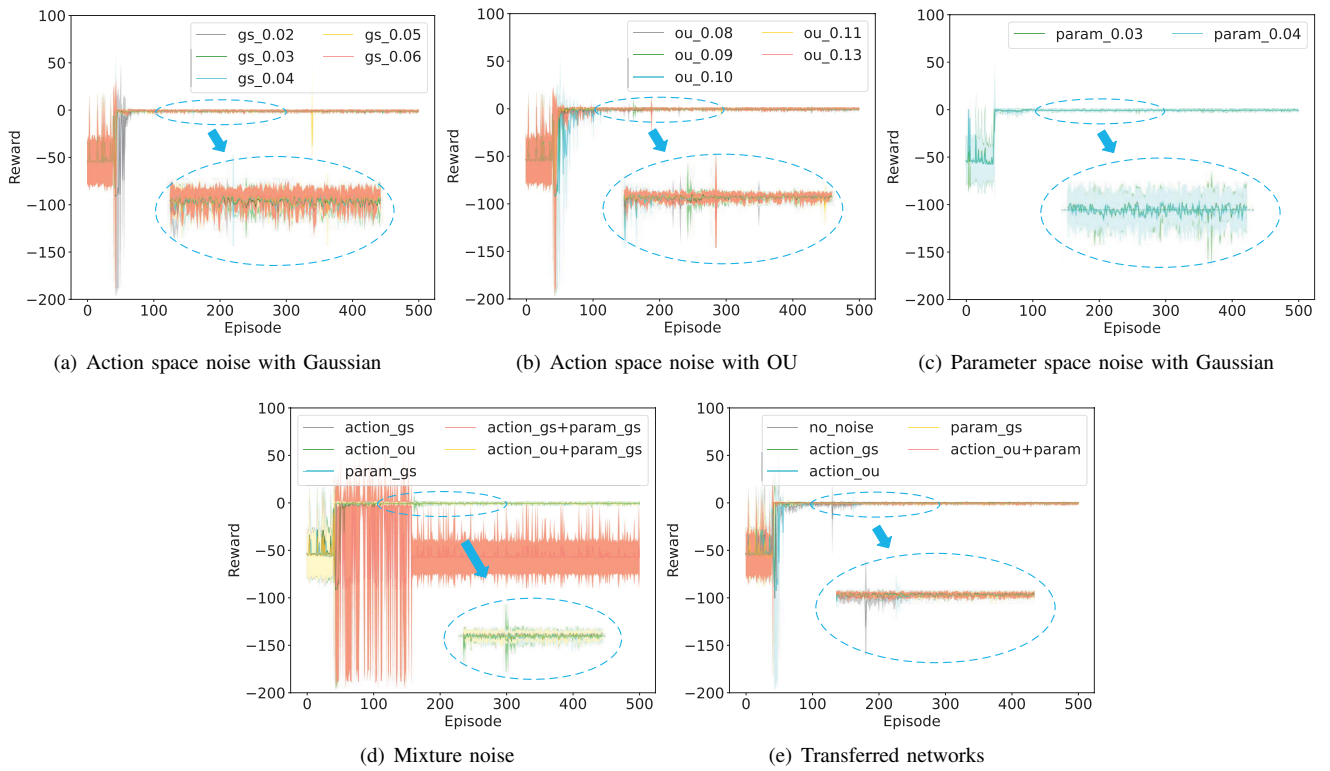 100
50
0
−50
−100
−150
−200
Reward
gs_0.02
gs_0.03
gs_0.04
gs_0.05
gs_0.06
0 100 200 300 400 500
Episode
(a) Action space noise with Gaussian
100
50
0
−50
−100
−150
−200
Reward
ou_0.08
ou_0.09
ou_0.10
ou_0.11
ou_0.13
0 100 200 300 400 500
Episode
(b) Action space noise with OU
100
50
0
−50
−100
−150
−200
Reward
param_0.03 param_0.04
0 100 200 300 400 500
Episode
(c) Parameter space noise with Gaussian
100
50
0
−50
−100
−150
−200
Reward
action_gs
action_ou
param_gs
action_gs+param_gs
action_ou+param_gs
0 100 200 300 400 500
Episode
(d) Mixture noise
100
50
0
−50
−100
−150
−200
Reward
no_noise
action_gs
action_ou
param_gs
action_ou+param
0 100 200 300 400 500
Episode
(e) Transferred networks